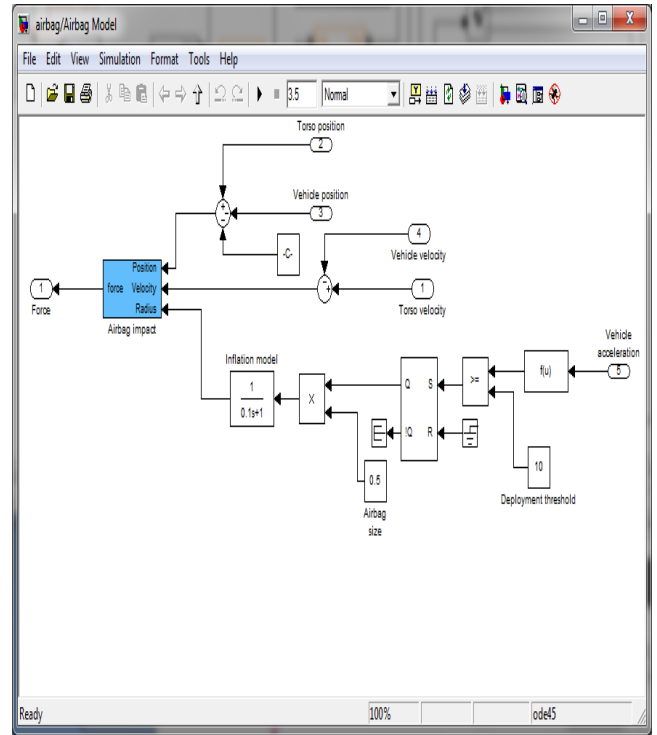 airbag/Airbag Model
File Edit View Simulation Format Tools Help
3.5 Normal
Torso position
2
Vehicle position
3
-C-
4
Vehicle velocity
1
Torso velocity
1
Force
Position
force Velocity
Radius
Airbag impact
Inflation model
1
0.1s+1
X
Q S
!Q R
>=
f(u)
Vehicle
acceleration
5
10
Deployment threshold
0.5
Airbag
size
Ready 100% ode45